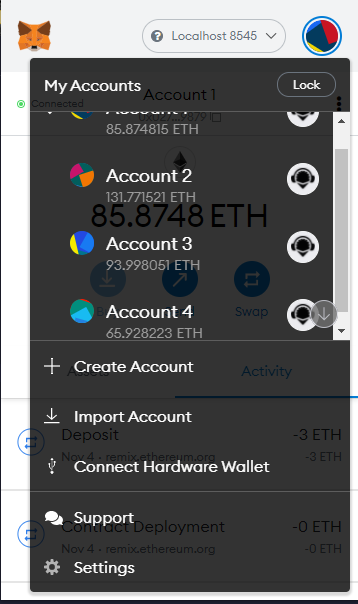 Localhost 8545
My Accounts
Lock
Connected
Account 1
85.874815 ETH
Account 2
131.771521 ETH
85.8748 ETH
Account 3
93.998051 ETH
Swap
Account 4
65.928223 ETH
Create Account
Activity
Import Account
Deposit
-3 ETH
Nov 4 · remix.ethereum.org
-3 ETH
Connect Hardware Wallet
Support
Contract Deployment
-0 ETH
Nov 4 · remix.ethereum.org
-0 ETH
Settings